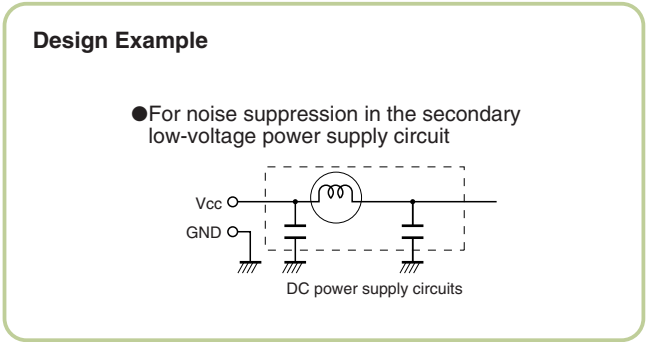 Design Example
●For noise suppression in the secondary
low-voltage power supply circuit
Vcc
GND
DC power supply circuits